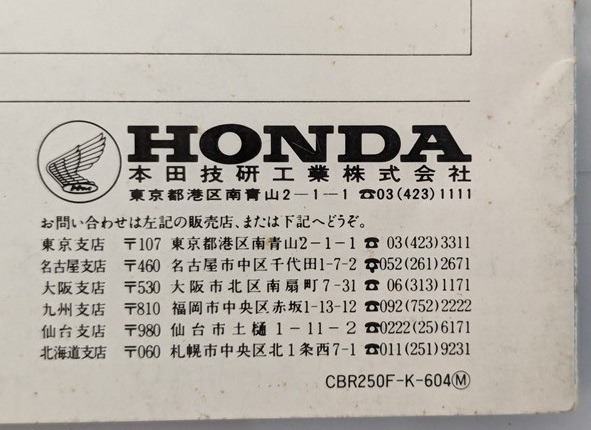 HONDA
本田技研工業株式会社
東京都港区南青山2-1-1 ☎03(423)1111
お問い合わせは左記の販売店、または下記へどうぞ。
東京支店 〒107 東京都港区南青山2-1-1 ☎ 03(423)3311
名古屋支店 〒460 名古屋市中区千代田1-7-2 ☎052(261)2671
大阪支店 〒530 大阪市北区南扇町7-31 ☎ 06(313)1171
九州支店 〒810 福岡市中央区赤坂1-13-12 ☎092(752)2222
仙台支店 〒980 仙台市土樋1-11-2 ☎0222(25)6171
北海道支店 〒060 札幌市中央区北1条西7-1 ☎011(251)9231
CBR250F-K-604Ⓜ